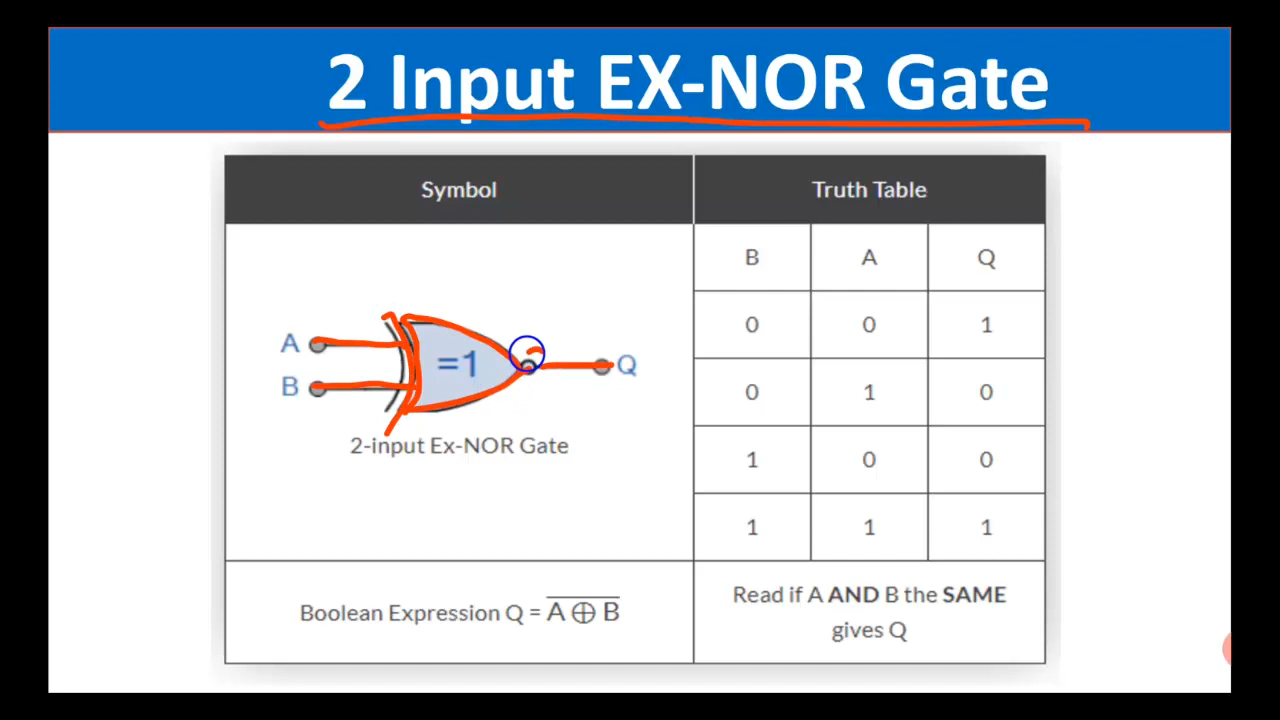 2 Input EX-NOR Gate
Symbol
Truth Table
B A Q
0 0 1
0 1 0
1 0 0
1 1 1
A
B
=1
Q
2-input Ex-NOR Gate
Boolean Expression Q = A̅ ̅⊕̅ ̅B̅
Read if A AND B the SAME
gives Q